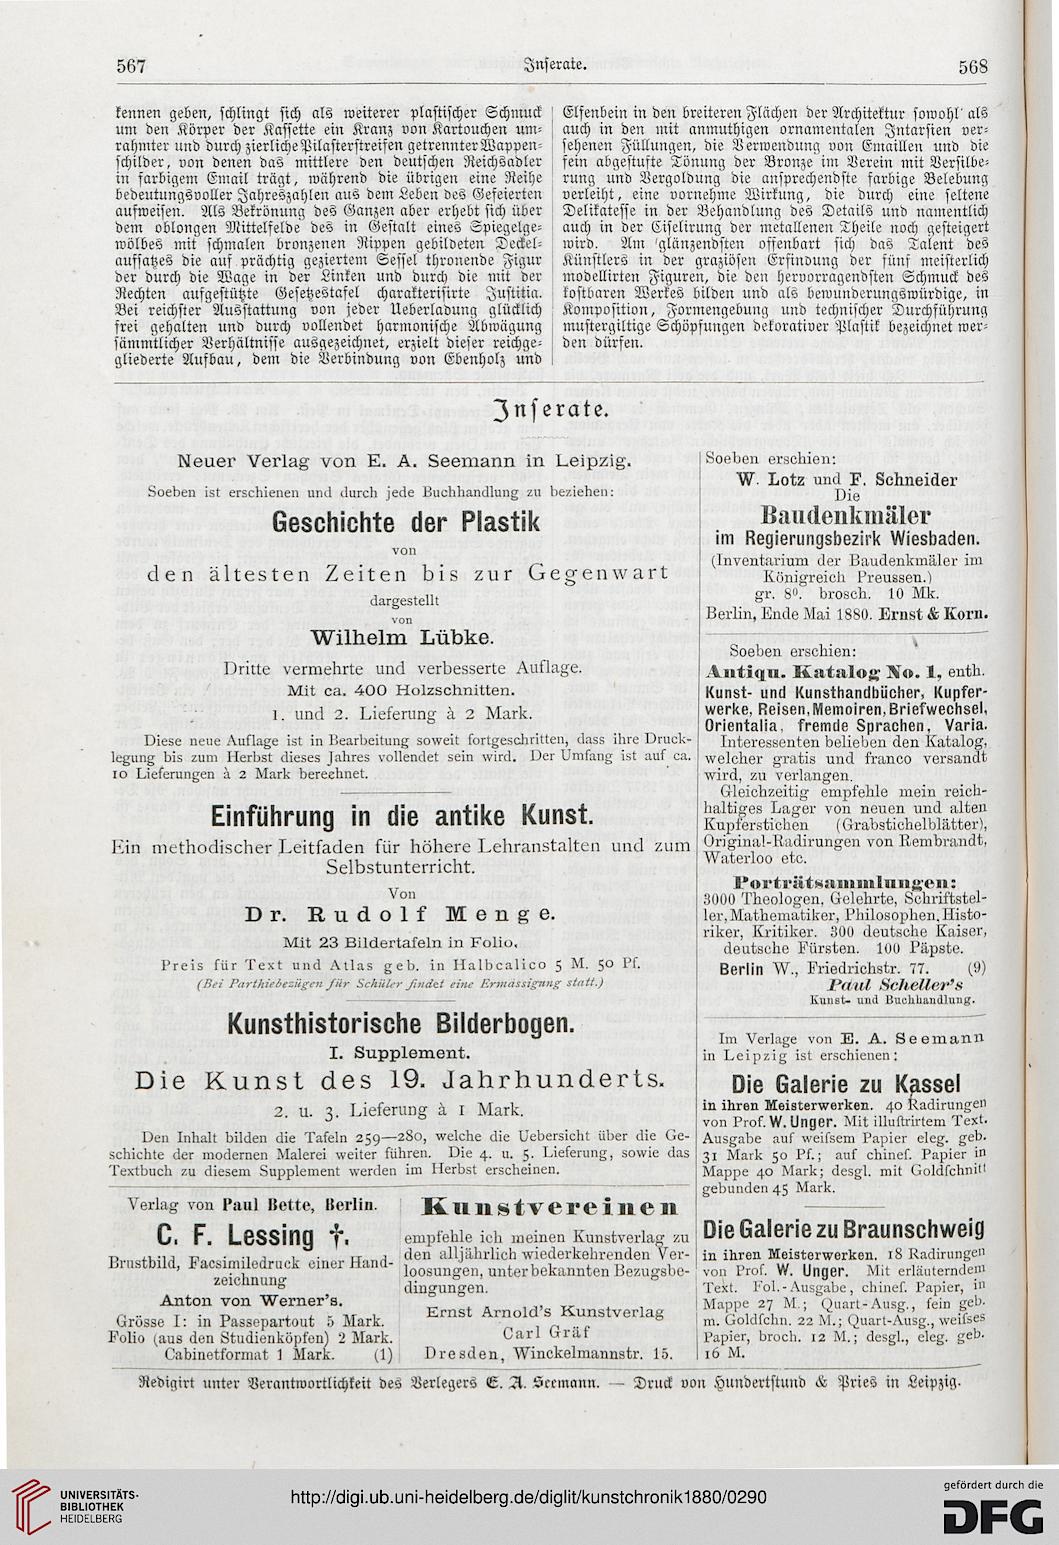 567
Inserate.
568
kennen geben, schlingt sich als weiterer plastischer Schmuck
um den Körper der Kassette ein Kranz von Kartouchen um-
rahmter und durch zierliche Pilasterstreifen getrennter Wappen-
schilder, von denen das mittlere den deutschen Reichsadler
in farbigem Email trägt, während die übrigen eine Reihe
bedeutungsvoller Jahreszahlen aus dem Leben des Gefeierten
aufweisen. Als Bekrönung des Ganzen aber erhebt sich über
dem oblongen Mittelfelde des in Gestalt eines Spiegelge-
wölbes mit schmalen bronzenen Rippen gebildeten Deckel-
aufsatzes die auf prächtig geziertem Sessel thronende Figur
der durch die Wage in der Linken und durch die mit der
Rechten aufgestützte Gesetzestafel charakterisirte Justitia.
Bei reichster Ausstattung von jeder Ueberladung glücklich
frei gehalten und durch vollendet harmonische Abwägung
sämmtlicher Verhältnisse ausgezeichnet, erzielt dieser reichge-
gliederte Aufbau, dem die Verbindung von Ebenholz und
Elfenbein in den breiteren Flächen der Architektur sowohl als
auch in den mit anmuthigen ornamentalen Intarsien ver-
sehenen Füllungen, die Verwendung von Emaillen und die
fein abgestufte Tönung der Bronze im Verein mit Versilbe-
rung und Vergoldung die ansprechendste farbige Belebung
verleiht, eine vornehme Wirkung, die durch eine seltene
Delikatesse in der Behandlung des Details und namentlich
auch in der Ciselirung der metallenen Theile noch gesteigert
wird. Am glänzendsten offenbart sich das Talent des
Künstlers in der graziösen Erfindung der fünf meisterlich
modellirten Figuren, die den hervorragendsten Schmuck des
kostbaren Werkes bilden und als bewunderungswürdige, in
Komposition, Formengebung und technischer Durchführung
mustergiltige Schöpfungen dekorativer Plastik bezeichnet wer-
den dürfen.
Inserate.
Neuer Verlag von E. A. Seemann in Leipzig.
Soeben ist erschienen und durch jede Buchhandlung zu beziehen:
Geschichte der Plastik
von
den ältesten Zeiten bis zur Gegenwart
dargestellt
von
Wilhelm Lübke.
Dritte vermehrte und verbesserte Auflage.
Mit ca. 400 Holzschnitten.
1. und 2. Lieferung à 2 Mark.
Diese neue Auflage ist in Bearbeitung soweit fortgeschritten, dass ihre Druck-
legung bis zum Herbst dieses Jahres vollendet sein wird. Der Umfang ist auf ca.
10 Lieferungen à 2 Mark berechnet.
Einführung in die antike Kunst.
Ein methodischer Leitfaden für höhere Lehranstalten und zum
Selbstunterricht.
Von
Dr. Rudolf Menge.
Mit 23 Bildertafeln in Folio.
Preis für Text und Atlas geb. in Halbcalico 5 M. 50 Pf.
(Bei Parthiebezügen für Schüler findet eine Ermässigung statt.)
Kunsthistorische Bilderbogen.
I. Supplement.
Die Kunst des 19. Jahrhunderts.
2. u. 3. Lieferung à 1 Mark.
Den Inhalt bilden die Tafeln 259—280, welche die Uebersicht über die Ge-
schichte der modernen Malerei weiter führen. Die 4. u. 5. Lieferung, sowie das
Textbuch zu diesem Supplement werden im Herbst erscheinen.
Verlag von Paul Bette, Berlin.
C. F. Lessing †.
Brustbild, Facsimiledruck einer Hand-
zeichnung
Anton von Werner's.
Grösse I: in Passepartout 5 Mark.
Folio (aus den Studienköpfen) 2 Mark.
Cabinetformat 1 Mark. (1)
Kunstvereinen
empfehle ich meinen Kunstverlag zu
den alljährlich wiederkehrenden Ver-
loosungen, unter bekannten Bezugsbe-
dingungen.
Ernst Arnold's Kunstverlag
Carl Gräf
Dresden, Winckelmannstr. 15.
Soeben erschien:
W. Lotz und F. Schneider
Die
Baudenkmäler
im Regierungsbezirk Wiesbaden.
(Inventarium der Baudenkmäler im
Königreich Preussen.)
gr. 8⁰. brosch. 10 Mk.
Berlin, Ende Mai 1880. Ernst & Korn.
Soeben erschien:
Antiqu. Katalog No. 1, enth.
Kunst- und Kunsthandbücher, Kupfer-
werke, Reisen, Memoiren, Briefwechsel,
Orientalia, fremde Sprachen, Varia.
Interessenten belieben den Katalog,
welcher gratis und franco versandt
wird, zu verlangen.
Gleichzeitig empfehle mein reich-
haltiges Lager von neuen und alten
Kupferstichen (Grabstichelblätter),
Original-Radirungen von Rembrandt,
Waterloo etc.
Porträtsammlungen:
3000 Theologen, Gelehrte, Schriftstel-
ler, Mathematiker, Philosophen, Histo-
riker, Kritiker. 300 deutsche Kaiser,
deutsche Fürsten. 100 Päpste.
Berlin W., Friedrichstr. 77. (9)
Paul Scheller's
Kunst- und Buchhandlung.
Im Verlage von E. A. Seemann
in Leipzig ist erschienen:
Die Galerie zu Kassel
in ihren Meisterwerken. 40 Radirungen
von Prof. W. Unger. Mit illustrirtem Text.
Ausgabe auf weifsem Papier eleg. geb.
31 Mark 50 Pf.; auf chines. Papier in
Mappe 40 Mark; desgl. mit Goldschnitt
gebunden 45 Mark.
Die Galerie zu Braunschweig
in ihren Meisterwerken. 18 Radirungen
von Prof. W. Unger. Mit erläuterndem
Text. Fol.-Ausgabe, chines. Papier, in
Mappe 27 M.; Quart-Ausg., fein geb.
m. Goldschn. 22 M.; Quart-Ausg., weifses
Papier, broch. 12 M.; desgl., eleg. geb.
16 M.
Redigirt unter Verantwortlichkeit des Verlegers E. A. Seemann. — Druck von Hundertstund & Pries in Leipzig.
UNIVERSITÄTS-
BIBLIOTHEK
HEIDELBERG
http://digi.ub.uni-heidelberg.de/diglit/kunstchronik1880/0290
gefördert durch die
DFG